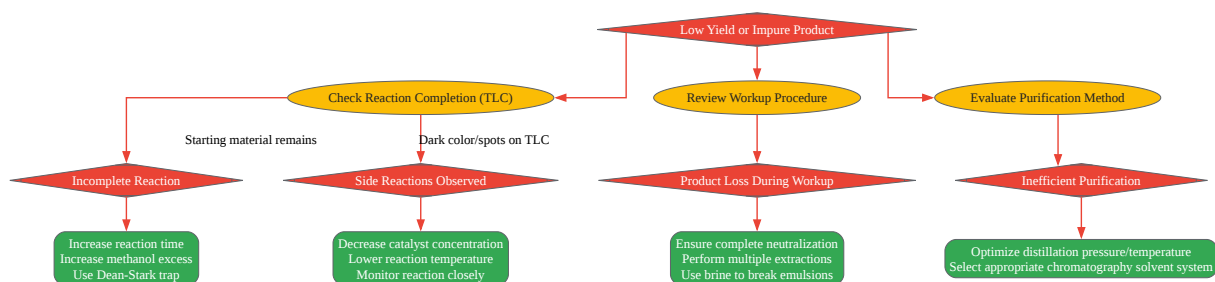 Low Yield or Impure Product
Check Reaction Completion (TLC)
Review Workup Procedure
Evaluate Purification Method
Starting material remains
Dark color/spots on TLC
Incomplete Reaction
Side Reactions Observed
Product Loss During Workup
Inefficient Purification
Increase reaction time
Increase methanol excess
Use Dean-Stark trap
Decrease catalyst concentration
Lower reaction temperature
Monitor reaction closely
Ensure complete neutralization
Perform multiple extractions
Use brine to break emulsions
Optimize distillation pressure/temperature
Select appropriate chromatography solvent system